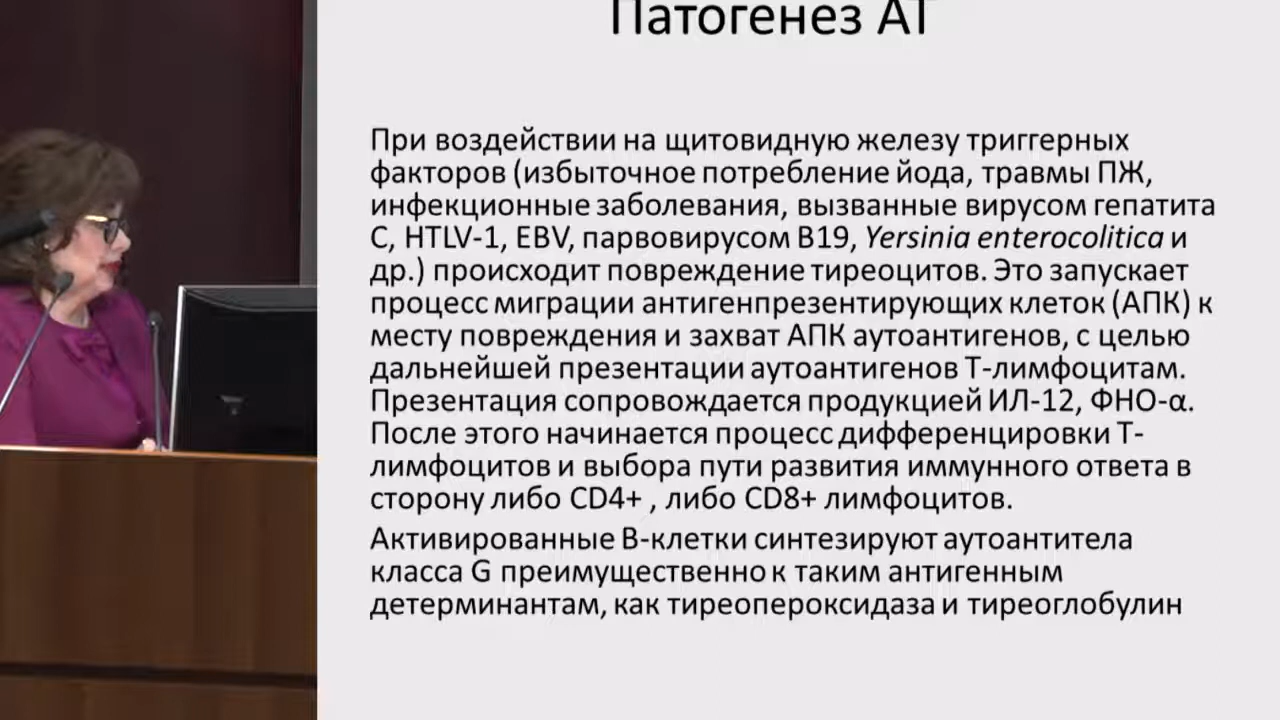 Патогенез АТ
При воздействии на щитовидную железу триггерных
факторов (избыточное потребление йода, травмы ПЖ,
инфекционные заболевания, вызванные вирусом гепатита
С, HTLV-1, EBV, парвовирусом В19, Yersinia enterocolitica и
др.) происходит повреждение тиреоцитов. Это запускает
процесс миграции антигенпрезентирующих клеток (АПК) к
месту повреждения и захват АПК аутоантигенов, с целью
дальнейшей презентации аутоантигенов Т-лимфоцитам.
Презентация сопровождается продукцией ИЛ-12, ФНО-α.
После этого начинается процесс дифференцировки Т-
лимфоцитов и выбора пути развития иммунного ответа в
сторону либо CD4+ , либо CD8+ лимфоцитов.
Активированные В-клетки синтезируют аутоантитела
класса G преимущественно к таким антигенным
детерминантам, как тиреопероксидаза и тиреоглобулин